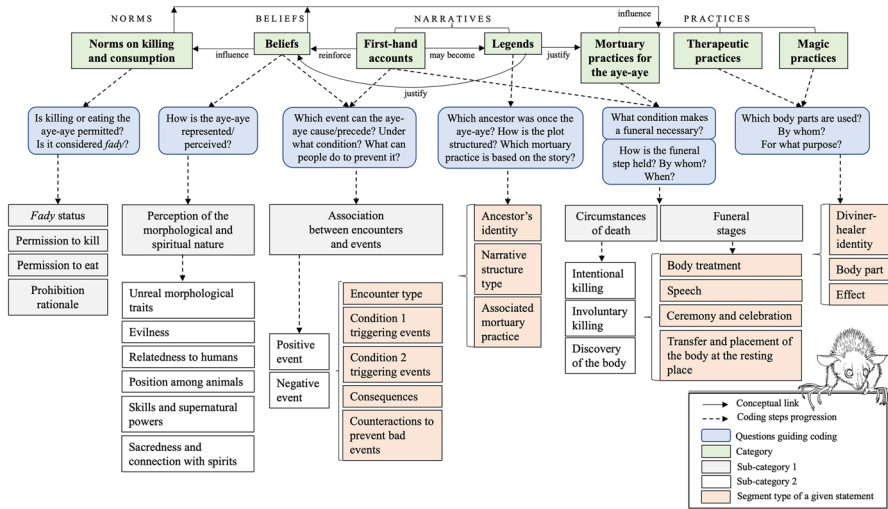 NORMS
BELIEFS
NARRATIVES
influence
PRACTICES
Norms on killing
and consumption
influence
Beliefs
reinforce
First-hand
accounts
may become
Legends
justify
Mortuary
practices for
the aye-aye
Therapeutic
practices
Magic
practices
justify
Is killing or eating the
aye-aye permitted?
Is it considered fady?
How is the aye-aye
represented/
perceived?
Which event can the aye-
aye cause/precede? Under
what condition? What can
people do to prevent it?
Which ancestor was once the
aye-aye? How is the plot
structured? Which mortuary
practice is based on the story?
What condition makes
a funeral necessary?
How is the funeral
step held? By whom?
When?
Which body parts are used?
By whom?
For what purpose?
Fady status
Permission to kill
Permission to eat
Prohibition
rationale
Perception of the
morphological and
spiritual nature
Unreal morphological
traits
Evilness
Relatedness to humans
Position among animals
Skills and supernatural
powers
Sacredness and
connection with spirits
Association
between encounters
and events
Positive
event
Negative
event
Encounter type
Condition 1
triggering events
Condition 2
triggering events
Consequences
Counteractions to
prevent bad
events
Ancestor's
identity
Narrative
structure
type
Associated
mortuary
practice
Circumstances
of death
Intentional
killing
Involuntary
killing
Discovery
of the body
Funeral
stages
Body treatment
Speech
Ceremony and celebration
Transfer and placement of
the body at the resting
place
Diviner-
healer
identity
Body part
Effect
Conceptual link
Coding steps progression
Questions guiding coding
Category
Sub-category 1
Sub-category 2
Segment type of a given statement